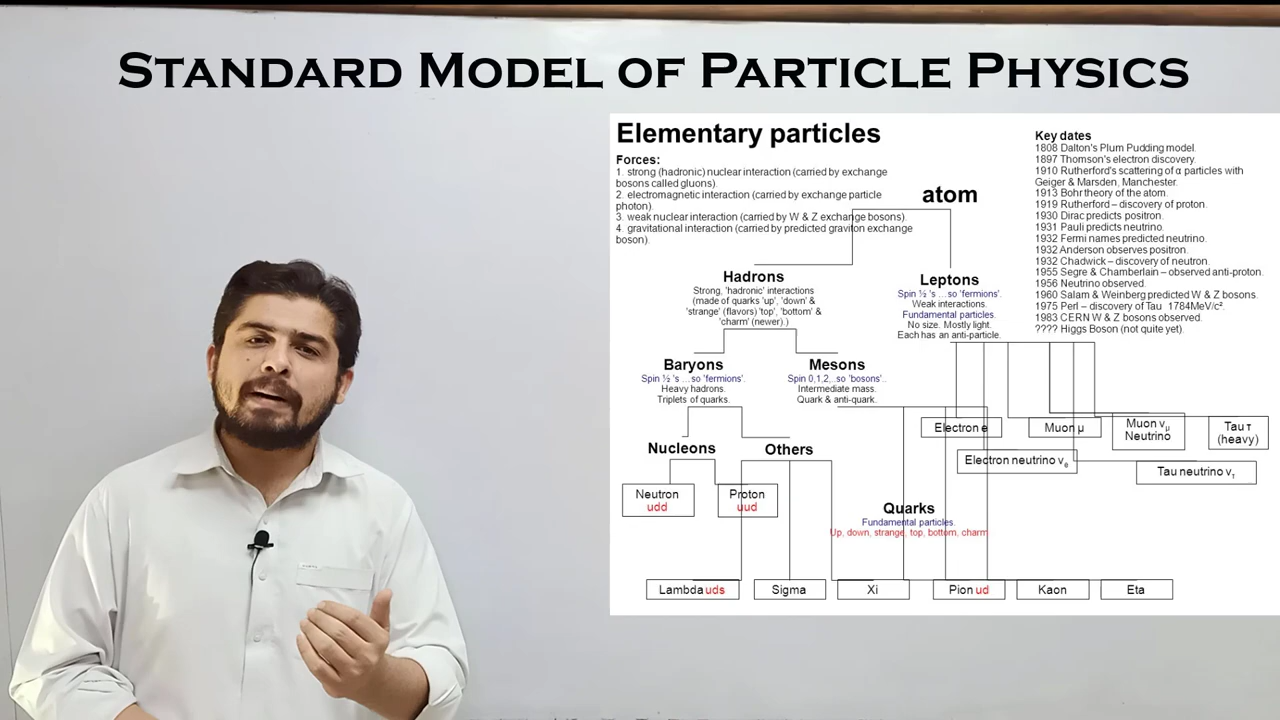 STANDARD MODEL OF PARTICLE PHYSICS
Elementary particles
Forces:
1. strong (hadronic) nuclear interaction (carried by exchange
bosons called gluons).
2. electromagnetic interaction (carried by exchange particle
photon).
3. weak nuclear interaction (carried by W & Z exchange bosons).
4. gravitational interaction (carried by predicted graviton exchange
boson).
Key dates
1808 Dalton's Plum Pudding model.
1897 Thomson's electron discovery.
1910 Rutherford's scattering of α particles with
Geiger & Marsden, Manchester.
1913 Bohr theory of the atom.
1919 Rutherford – discovery of proton.
1930 Dirac predicts positron.
1931 Pauli predicts neutrino.
1932 Fermi names predicted neutrino.
1932 Anderson observes positron.
1932 Chadwick – discovery of neutron.
1955 Segre & Chamberlain – observed anti-proton.
1956 Neutrino observed.
1960 Salam & Weinberg predicted W & Z bosons.
1975 Perl – discovery of Tau 1784MeV/c².
1983 CERN W & Z bosons observed.
???? Higgs Boson (not quite yet).
atom
Hadrons
Strong, 'hadronic' interactions
(made of quarks 'up', 'down' &
'strange' (flavors) 'top', 'bottom' &
'charm' (newer).)
Leptons
Spin ½ 's ...so 'fermions'.
Weak interactions.
Fundamental particles.
No size. Mostly light.
Each has an anti-particle.
Baryons
Spin ½ 's ...so 'fermions'.
Heavy hadrons.
Triplets of quarks.
Mesons
Spin 0,1,2,..so 'bosons'..
Intermediate mass.
Quark & anti-quark.
Electron e
Muon μ
Muon νμ
Neutrino
Tau τ
(heavy)
Electron neutrino νe
Tau neutrino ντ
Nucleons
Others
Neutron
udd
Proton
uud
Quarks
Fundamental particles.
Up, down, strange, top, bottom, charm
Lambda uds
Sigma
Xi
Pion ud
Kaon
Eta